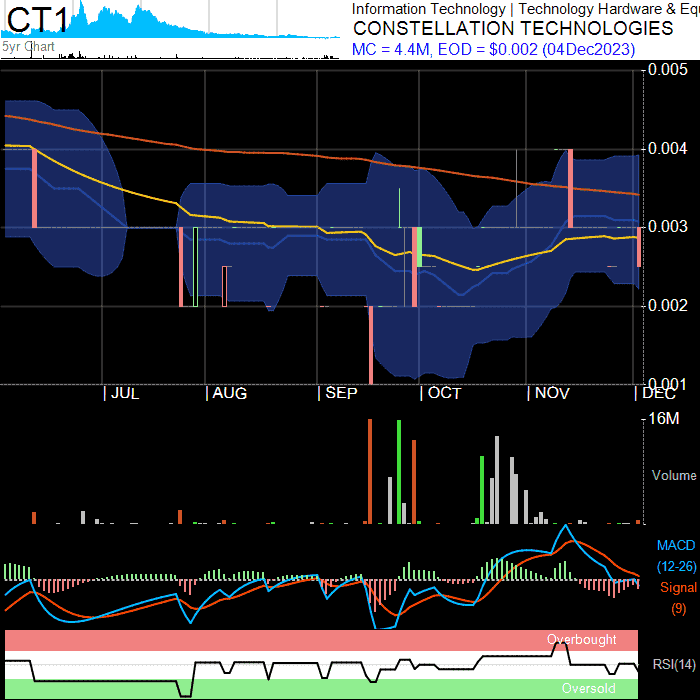 CT1
Information Technology | Technology Hardware & Equ
CONSTELLATION TECHNOLOGIES
5yr Chart
MC = 4.4M, EOD = $0.002 (04Dec2023)
0.005
0.004
0.003
0.002
0.001
JUL
AUG
SEP
OCT
NOV
DEC
16M
Volume
MACD
(12-26)
Signal
(9)
Overbought
RSI(14)
Oversold